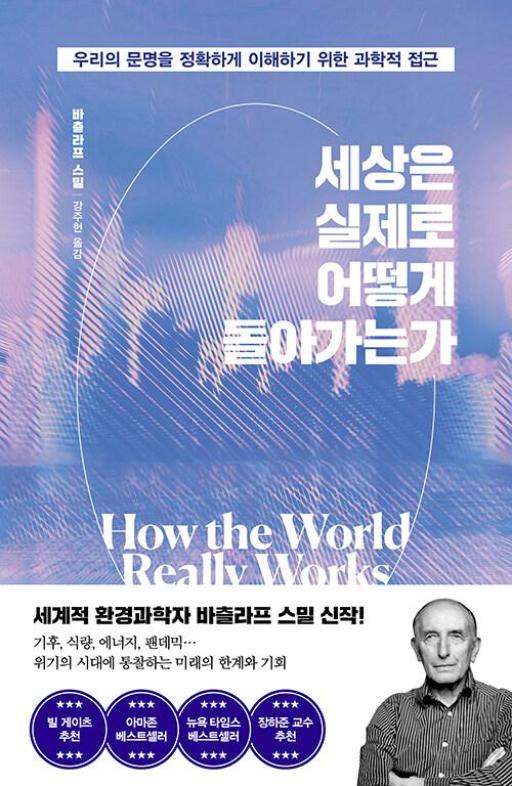 우리의 문명을 정확하게 이해하기 위한 과학적 접근
바츨라프 스밀 | 강주헌 옮김
세상은
실제로
어떻게
돌아가는가
How the World
Really Works
세계적 환경과학자 바츨라프 스밀 신작!
기후, 식량, 에너지, 팬데믹…
위기의 시대에 통찰하는 미래의 한계와 기회
★★★
빌 게이츠
추천
★★★
★★★
아마존
베스트셀러
★★★
★★★
뉴욕 타임스
베스트셀러
★★★
★★★
장하준 교수
추천
★★★